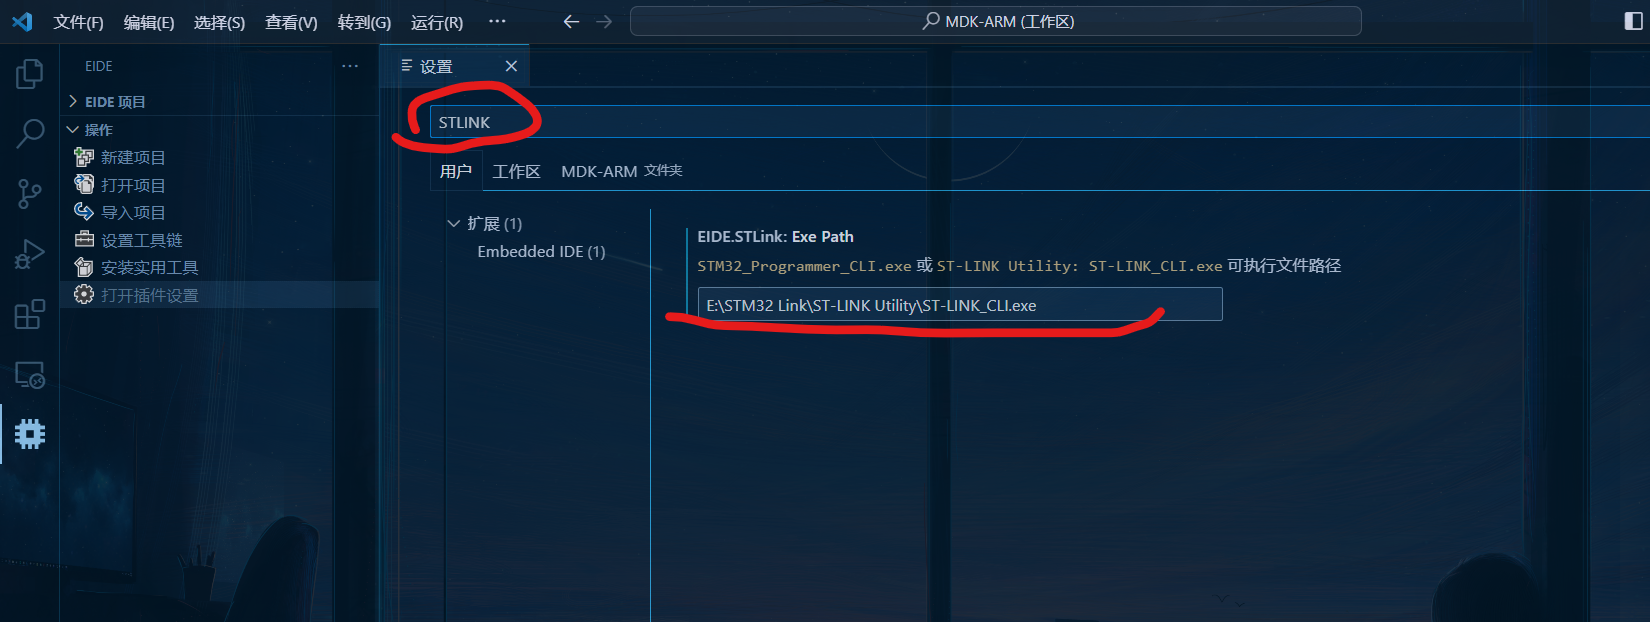 文件(F) 编辑(E) 选择(S) 查看(V) 转到(G) 运行(R) ··· MDK-ARM (工作区)
EIDE ···
EIDE 项目
操作
新建项目
打开项目
导入项目
设置工具链
安装实用工具
打开插件设置
设置
STLINK
用户 工作区 MDK-ARM 文件夹
扩展 (1)
Embedded IDE (1)
EIDE.STLink: Exe Path
STM32_Programmer_CLI.exe 或 ST-LINK Utility: ST-LINK_CLI.exe 可执行文件路径
E:\STM32 Link\ST-LINK Utility\ST-LINK_CLI.exe